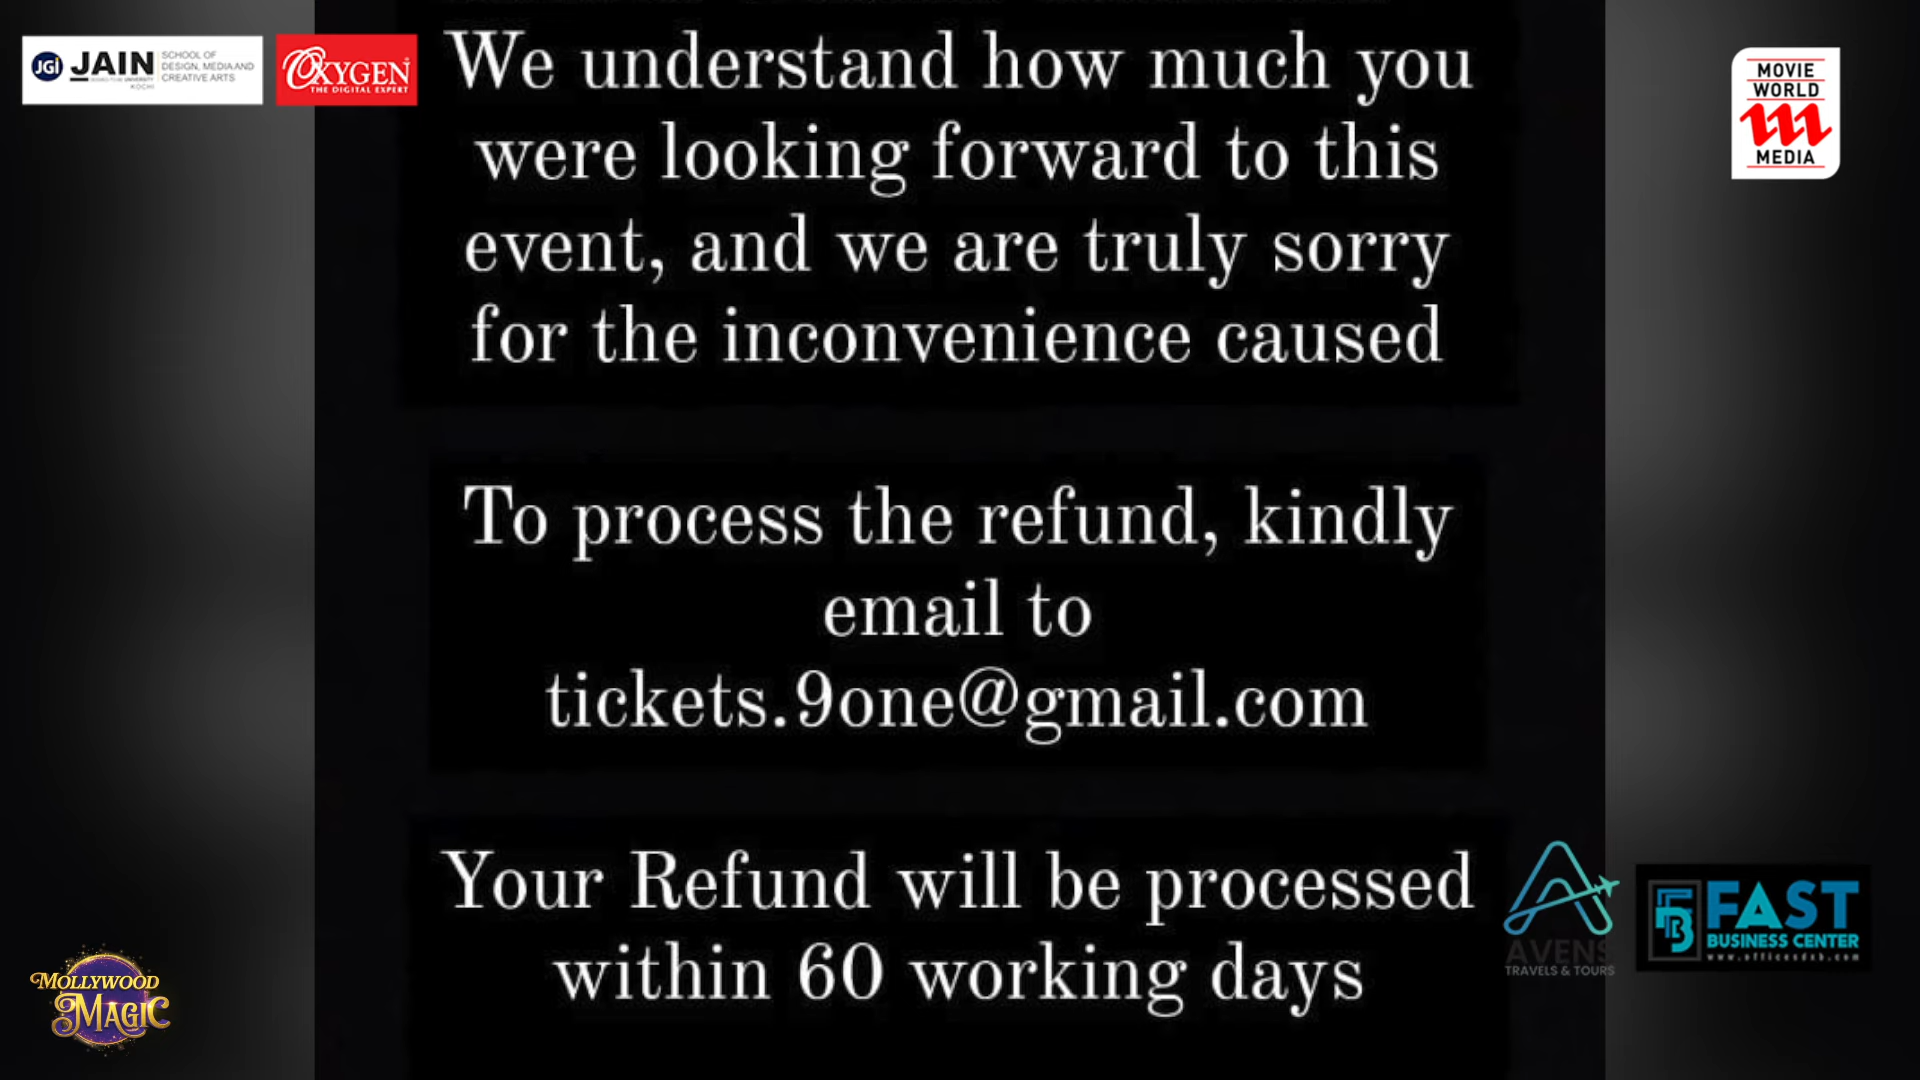 JGi JAIN SCHOOL OF
DESIGN, MEDIA AND
CREATIVE ARTS
KOCHI
OXYGEN
THE DIGITAL EXPERT
MOVIE
WORLD
MEDIA
We understand how much you
were looking forward to this
event, and we are truly sorry
for the inconvenience caused
To process the refund, kindly
email to
tickets.9one@gmail.com
Your Refund will be processed
within 60 working days
AVENS
TRAVELS & TOURS
FAST
BUSINESS CENTER
MOLLYWOOD
MAGIC